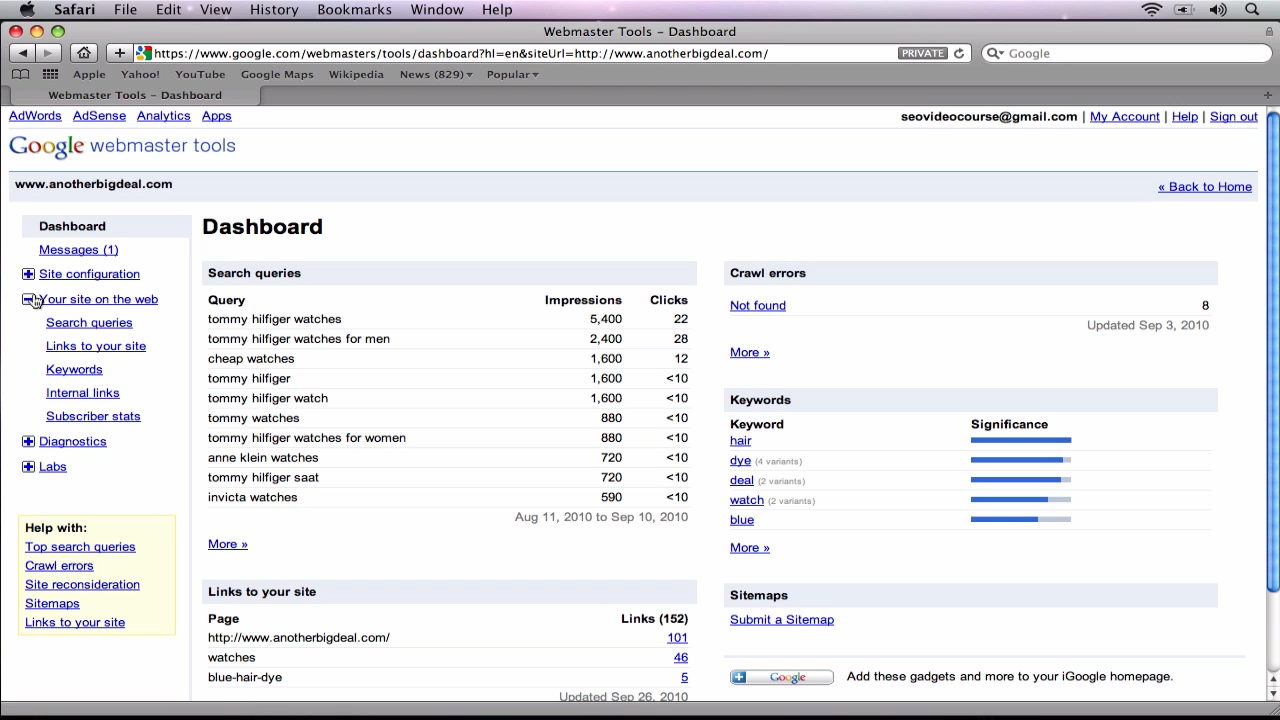 Safari File Edit View History Bookmarks Window Help
Webmaster Tools – Dashboard
https://www.google.com/webmasters/tools/dashboard?hl=en&siteUrl=http://www.anotherbigdeal.com/ PRIVATE Google
Apple Yahoo! YouTube Google Maps Wikipedia News (829) Popular
Webmaster Tools – Dashboard
AdWords AdSense Analytics Apps
seovideocourse@gmail.com | My Account | Help | Sign out
Google webmaster tools
www.anotherbigdeal.com
« Back to Home
Dashboard
Messages (1)
Site configuration
Your site on the web
Search queries
Links to your site
Keywords
Internal links
Subscriber stats
Diagnostics
Labs
Help with:
Top search queries
Crawl errors
Site reconsideration
Sitemaps
Links to your site
Dashboard
Search queries
Query Impressions Clicks
tommy hilfiger watches 5,400 22
tommy hilfiger watches for men 2,400 28
cheap watches 1,600 12
tommy hilfiger 1,600 <10
tommy hilfiger watch 1,600 <10
tommy watches 880 <10
tommy hilfiger watches for women 880 <10
anne klein watches 720 <10
tommy hilfiger saat 720 <10
invicta watches 590 <10
Aug 11, 2010 to Sep 10, 2010
More »
Links to your site
Page Links (152)
http://www.anotherbigdeal.com/ 101
watches 46
blue-hair-dye 5
Updated Sep 26, 2010
Crawl errors
Not found 8
Updated Sep 3, 2010
More »
Keywords
Keyword Significance
hair
dye (4 variants)
deal (2 variants)
watch (2 variants)
blue
More »
Sitemaps
Submit a Sitemap
Google Add these gadgets and more to your iGoogle homepage.